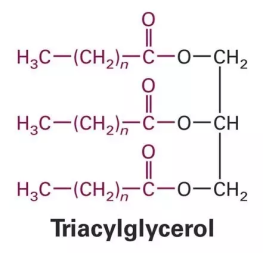 O
H₃C—(CH₂)ₙ—C—O—CH₂
O
H₃C—(CH₂)ₙ—C—O—CH
O
H₃C—(CH₂)ₙ—C—O—CH₂
Triacylglycerol